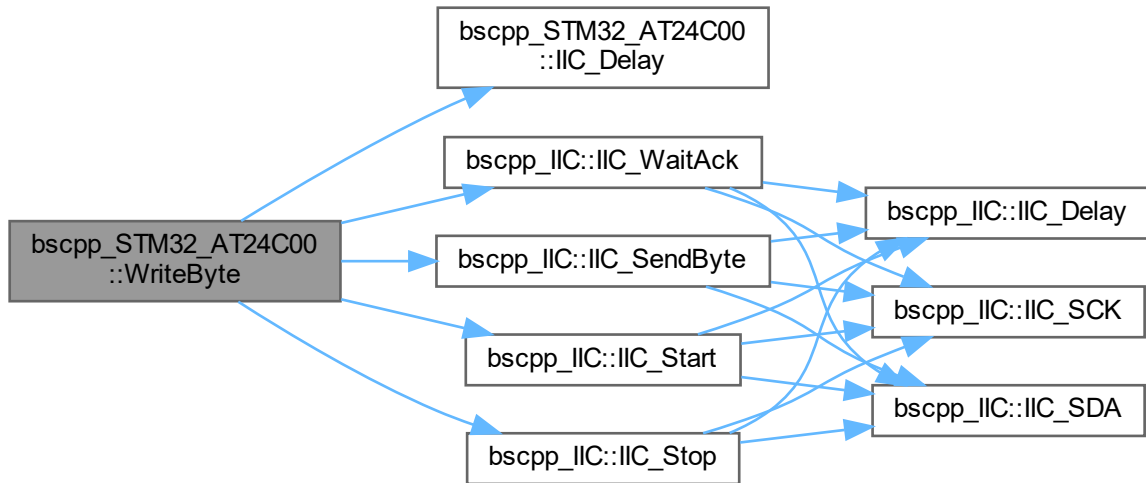 bscpp_STM32_AT24C00
::WriteByte
bscpp_STM32_AT24C00
::IIC_Delay
bscpp_IIC::IIC_WaitAck
bscpp_IIC::IIC_SendByte
bscpp_IIC::IIC_Start
bscpp_IIC::IIC_Stop
bscpp_IIC::IIC_Delay
bscpp_IIC::IIC_SCK
bscpp_IIC::IIC_SDA